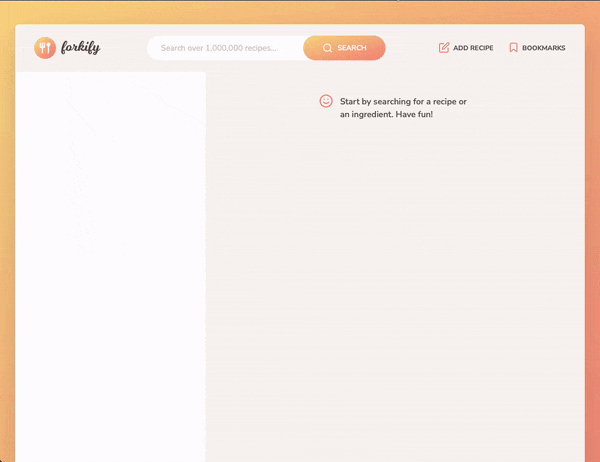 forkify
Search over 1,000,000 recipes...
SEARCH
ADD RECIPE
BOOKMARKS
Start by searching for a recipe or
an ingredient. Have fun!